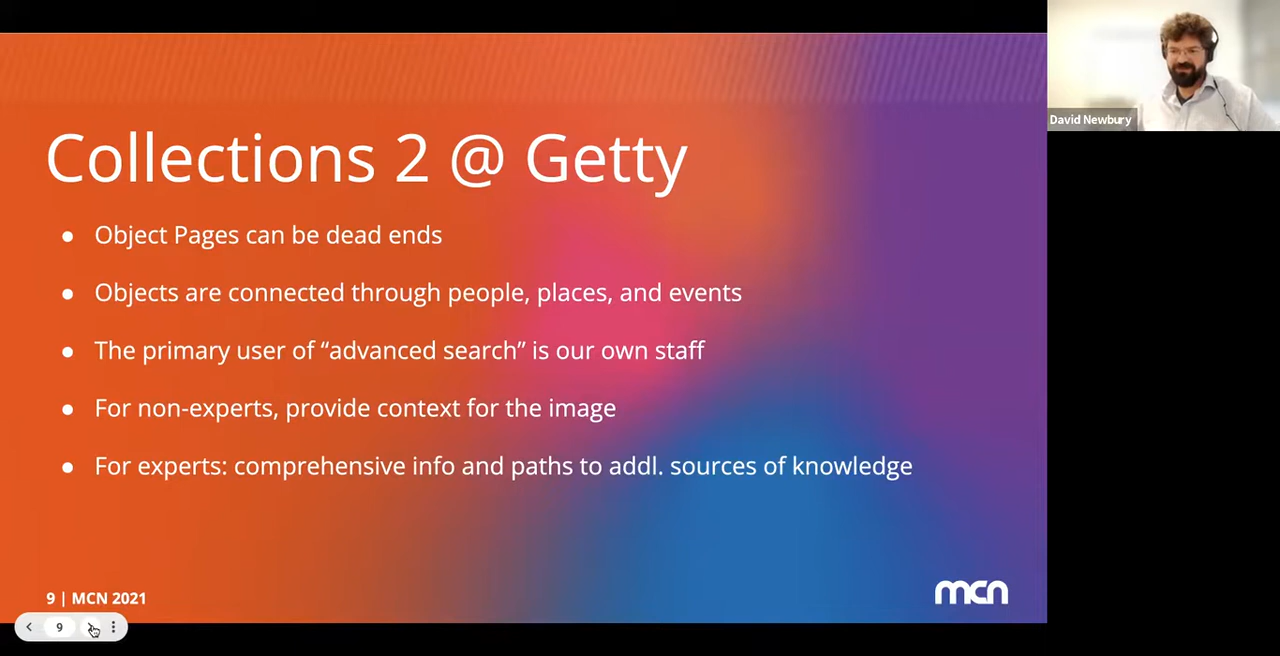 Collections 2 @ Getty
● Object Pages can be dead ends
● Objects are connected through people, places, and events
● The primary user of “advanced search” is our own staff
● For non-experts, provide context for the image
● For experts: comprehensive info and paths to addl. sources of knowledge
9 | MCN 2021
mcn
9
David Newbury